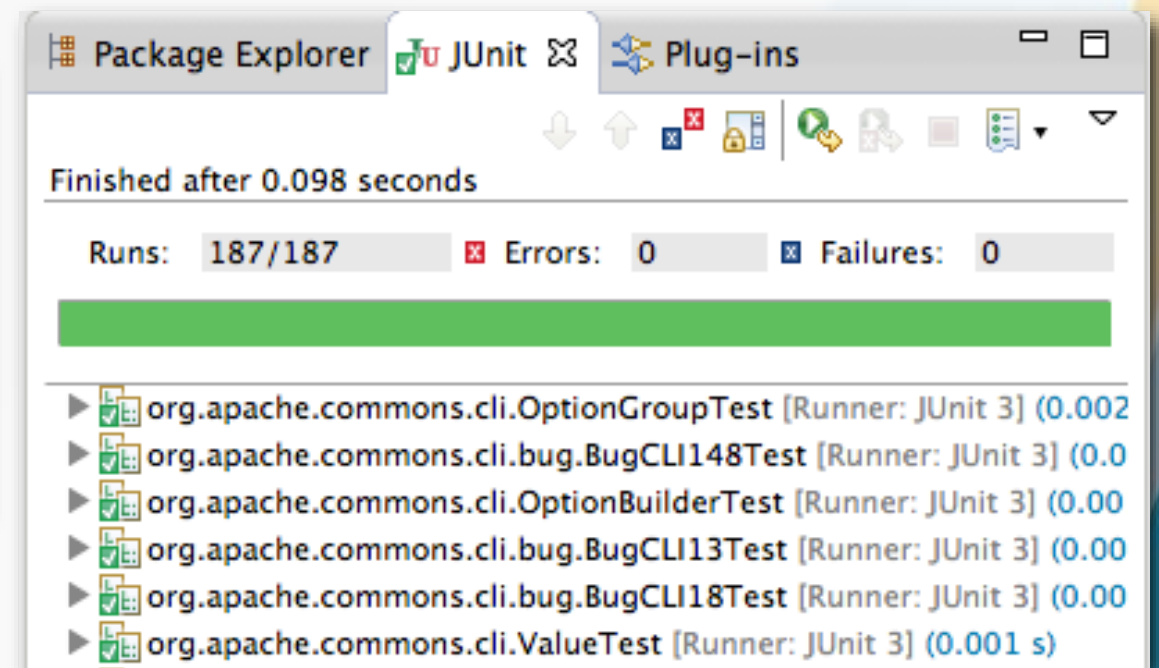 Package Explorer JU JUnit Plug-ins
Finished after 0.098 seconds
Runs: 187/187 Errors: 0 Failures: 0
org.apache.commons.cli.OptionGroupTest [Runner: JUnit 3] (0.002
org.apache.commons.cli.bug.BugCLI148Test [Runner: JUnit 3] (0.0
org.apache.commons.cli.OptionBuilderTest [Runner: JUnit 3] (0.00
org.apache.commons.cli.bug.BugCLI13Test [Runner: JUnit 3] (0.00
org.apache.commons.cli.bug.BugCLI18Test [Runner: JUnit 3] (0.00
org.apache.commons.cli.ValueTest [Runner: JUnit 3] (0.001 s)